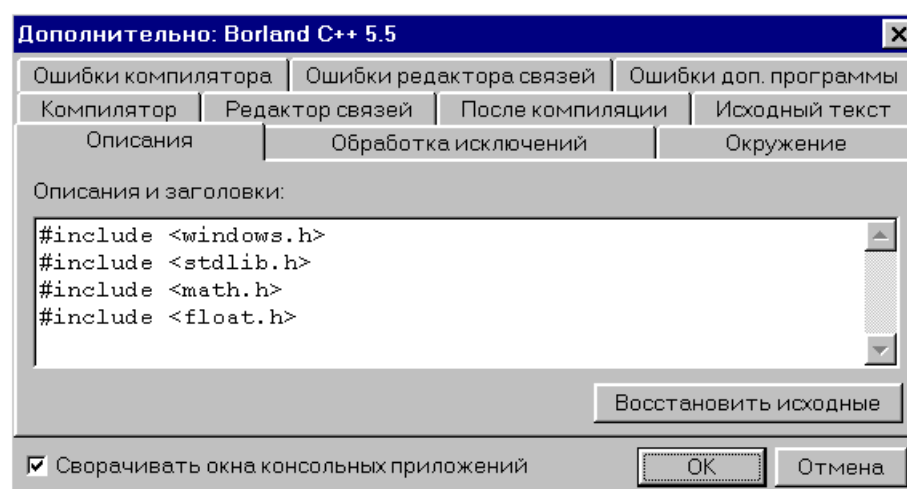 Дополнительно: Borland C++ 5.5
Ошибки компилятора Ошибки редактора связей Ошибки доп. программы
Компилятор Редактор связей После компиляции Исходный текст
Описания Обработка исключений Окружение
Описания и заголовки:
#include <windows.h>
#include <stdlib.h>
#include <math.h>
#include <float.h>
Восстановить исходные
Сворачивать окна консольных приложений OK Отмена